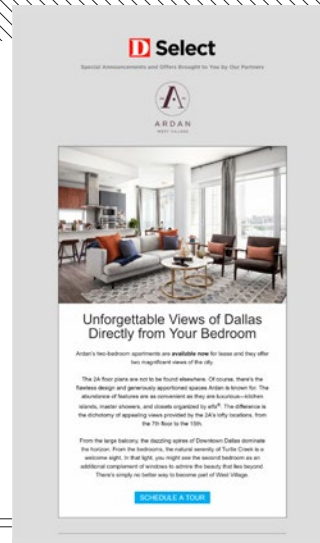 D Select
Special Announcements and Offers Brought to You by Our Partners
A
ARDAN
WEST VILLAGE
Unforgettable Views of Dallas
Directly from Your Bedroom
Ardan's two-bedroom apartments are available now for lease and they offer
two magnificent views of the city.
The 2A floor plans are not to be found elsewhere. Of course, there's the
flawless design and generously apportioned spaces Ardan is known for. The
abundance of features are as convenient as they are luxurious—kitchen
islands, master showers, and closets organized by elfa®. The difference is
the dichotomy of appealing views provided by the 2A's lofty locations, from
the 7th floor to the 15th.
From the large balcony, the dazzling spires of Downtown Dallas dominate
the horizon. From the bedrooms, the natural serenity of Turtle Creek is a
welcome sight. In that light, you might see the second bedroom as an
additional complement of windows to admire the beauty that lies beyond.
There's simply no better way to become part of West Village.
SCHEDULE A TOUR